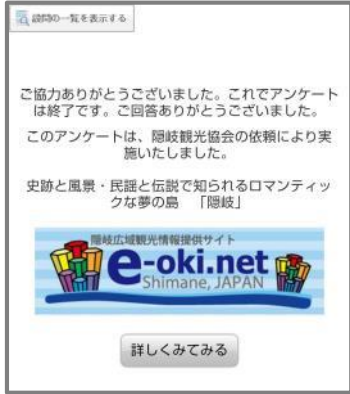 設問の一覧を表示する
ご協力ありがとうございました。これでアンケート
は終了です。ご回答ありがとうございました。
このアンケートは、隠岐観光協会の依頼により実
施いたしました。
史跡と風景・民謡と伝説で知られるロマンティッ
クな夢の島　「隠岐」
隠岐広域観光情報提供サイト
e-oki.net
Shimane, JAPAN
詳しくみてみる